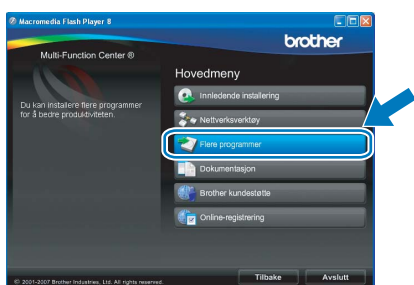 Macromedia Flash Player 8
brother
Multi-Function Center ®
Du kan installere flere programmer
for å bedre produktiviteten.
Hovedmeny
Innledende installering
Nettverksverktøy
Flere programmer
Dokumentasjon
Brother kundestøtte
Online-registrering
© 2001-2007 Brother Industries, Ltd. All rights reserved.
Tilbake
Avslutt